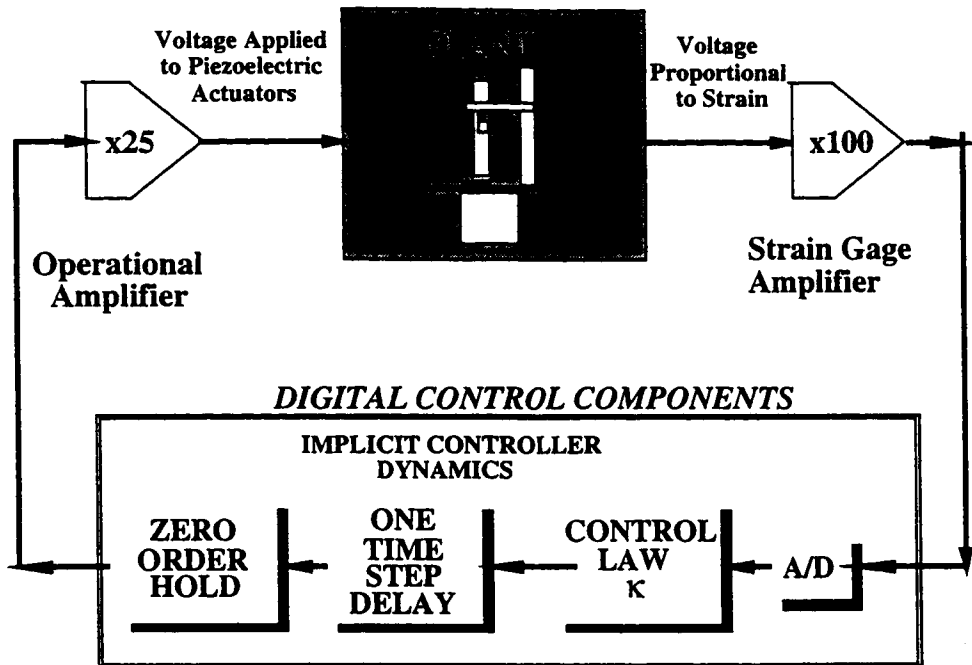 Voltage Applied
to Piezoelectric
Actuators
PLANT
Voltage
Proportional
to Strain
x25
x100
Operational
Amplifier
Strain Gage
Amplifier
DIGITAL CONTROL COMPONENTS
IMPLICIT CONTROLLER
DYNAMICS
ZERO
ORDER
HOLD
ONE
TIME
STEP
DELAY
CONTROL
LAW
κ
A/D